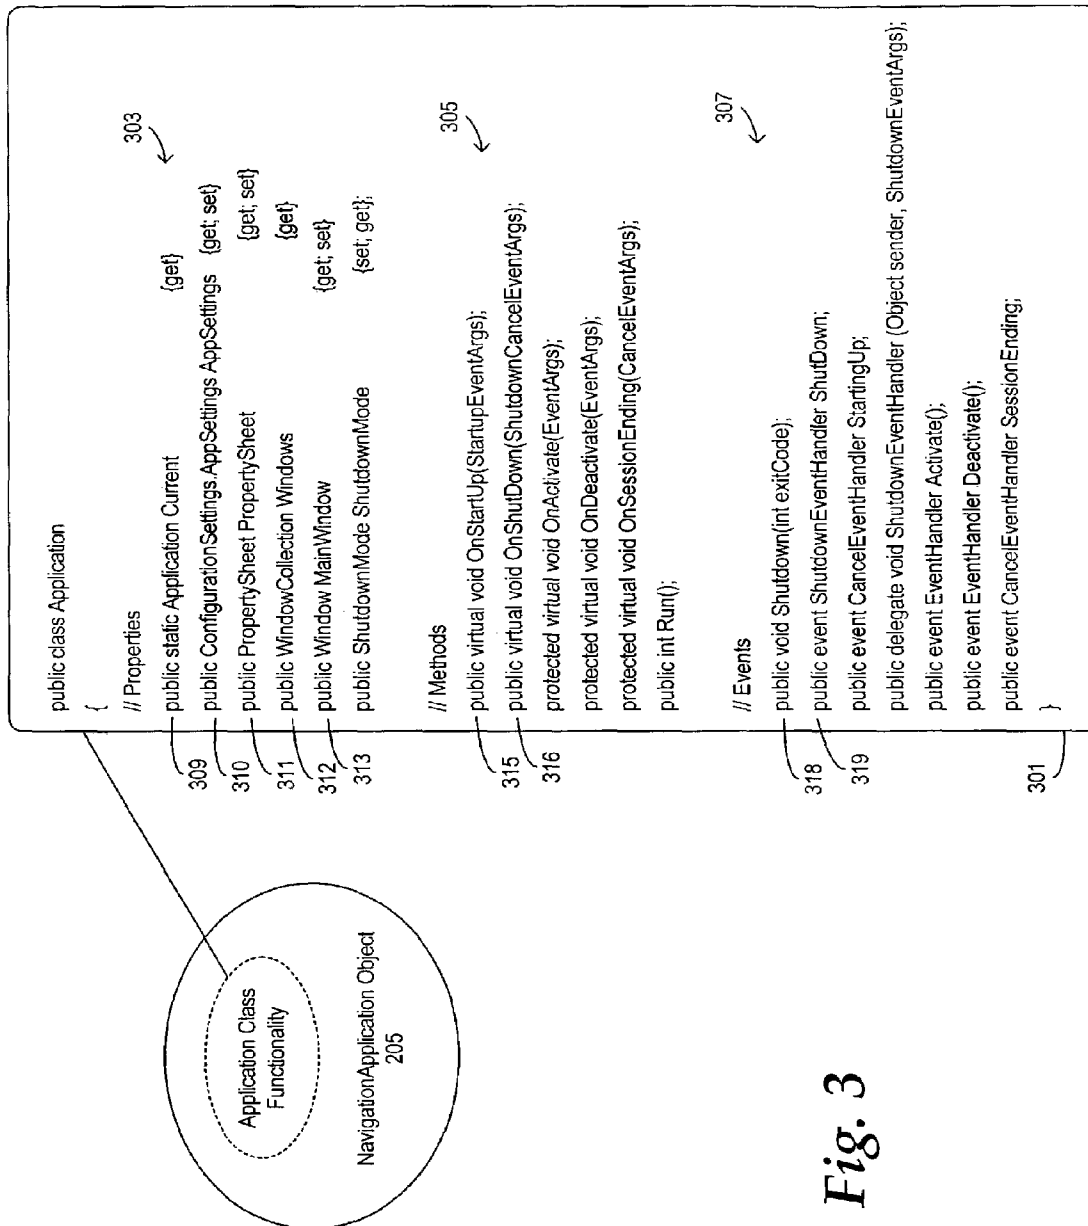 public class Application
{
// Properties
303
309 public static Application Current {get}
310 public ConfigurationSettings.AppSettings AppSettings {get; set}
311 public PropertySheet PropertySheet {get; set}
312 public WindowCollection Windows {get}
313 public Window MainWindow {get; set}
public ShutdownMode ShutdownMode {set; get};
// Methods
305
315 public virtual void OnStartUp(StartupEventArgs);
316 public virtual void OnShutDown(ShutdownCancelEventArgs);
protected virtual void OnActivate(EventArgs);
protected virtual void OnDeactivate(EventArgs);
protected virtual void OnSessionEnding(CancelEventArgs);
public int Run();
// Events
307
318 public void Shutdown(int exitCode);
319 public event ShutdownEventHandler ShutDown;
public event CancelEventHandler StartingUp;
public delegate void ShutdownEventHandler (Object sender, ShutdownEventArgs);
public event EventHandler Activate();
public event EventHandler Deactivate();
public event CancelEventHandler SessionEnding;
}
301
Application Class
Functionality
NavigationApplication Object
205
Fig. 3